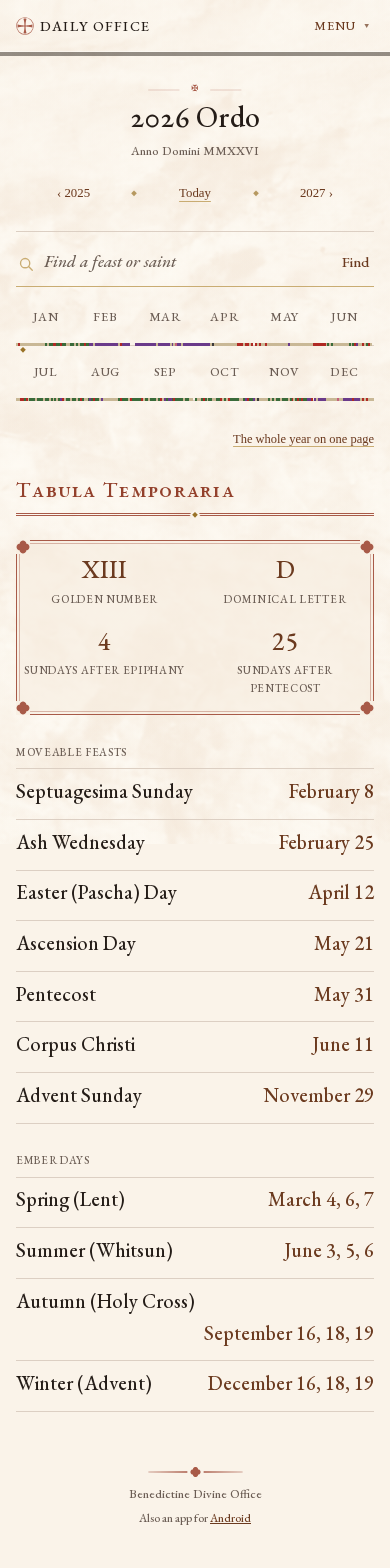 DAILY OFFICE MENU ▼
2026 Ordo
Anno Domini MMXXVI
‹ 2025 Today 2027 ›
Find a feast or saint Find
JAN FEB MAR APR MAY JUN
JUL AUG SEP OCT NOV DEC
The whole year on one page
Tabula Temporaria
XIII D
GOLDEN NUMBER DOMINICAL LETTER
4 25
SUNDAYS AFTER EPIPHANY SUNDAYS AFTER
PENTECOST
MOVEABLE FEASTS
Septuagesima Sunday February 8
Ash Wednesday February 25
Easter (Pascha) Day April 12
Ascension Day May 21
Pentecost May 31
Corpus Christi June 11
Advent Sunday November 29
EMBER DAYS
Spring (Lent) March 4, 6, 7
Summer (Whitsun) June 3, 5, 6
Autumn (Holy Cross)
September 16, 18, 19
Winter (Advent) December 16, 18, 19
Benedictine Divine Office
Also an app for Android